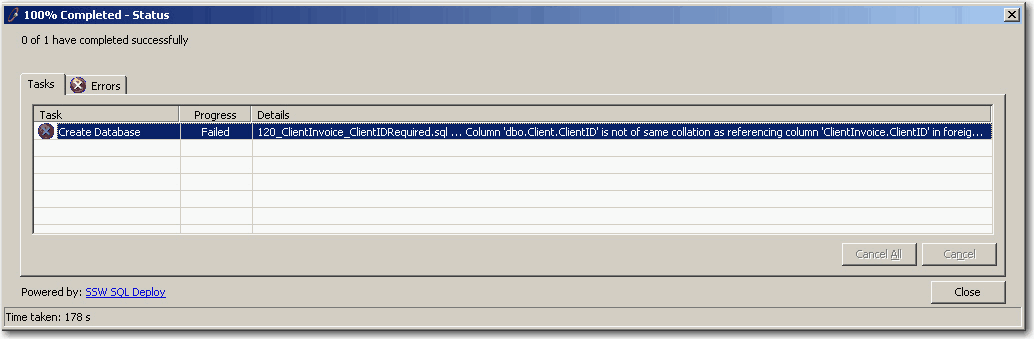 100% Completed - Status
0 of 1 have completed successfully
Tasks Errors
Task Progress Details
Create Database Failed 120_ClientInvoice_ClientIDRequired.sql ... Column 'dbo.Client.ClientID' is not of same collation as referencing column 'ClientInvoice.ClientID' in foreig...
Cancel All Cancel
Powered by: SSW SQL Deploy Close
Time taken: 178 s